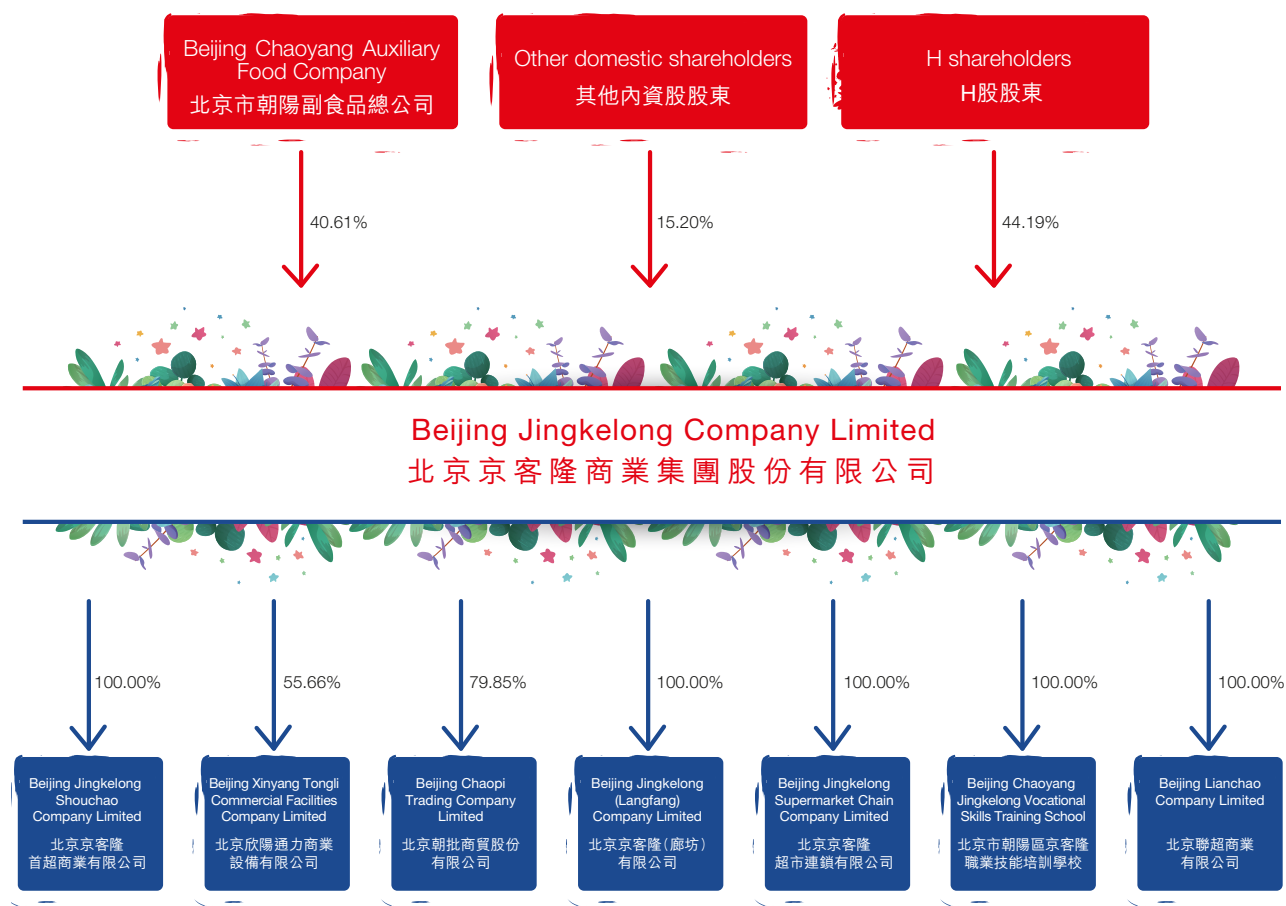 Beijing Chaoyang Auxiliary
Food Company
北京市朝陽副食品總公司
Other domestic shareholders
其他內資股股東
H shareholders
H股股東
40.61%
15.20%
44.19%
Beijing Jingkelong Company Limited
北京京客隆商業集團股份有限公司
100.00%
55.66%
79.85%
100.00%
100.00%
100.00%
100.00%
Beijing Jingkelong
Shouchao
Company Limited
北京京客隆
首超商業有限公司
Beijing Xinyang Tongli
Commercial Facilities
Company Limited
北京欣陽通力商業
設備有限公司
Beijing Chaopi
Trading Company
Limited
北京朝批商貿股份
有限公司
Beijing Jingkelong
(Langfang)
Company Limited
北京京客隆(廊坊)
有限公司
Beijing Jingkelong
Supermarket Chain
Company Limited
北京京客隆
超市連鎖有限公司
Beijing Chaoyang
Jingkelong Vocational
Skills Training School
北京市朝陽區京客隆
職業技能培訓學校
Beijing Lianchao
Company Limited
北京聯超商業
有限公司